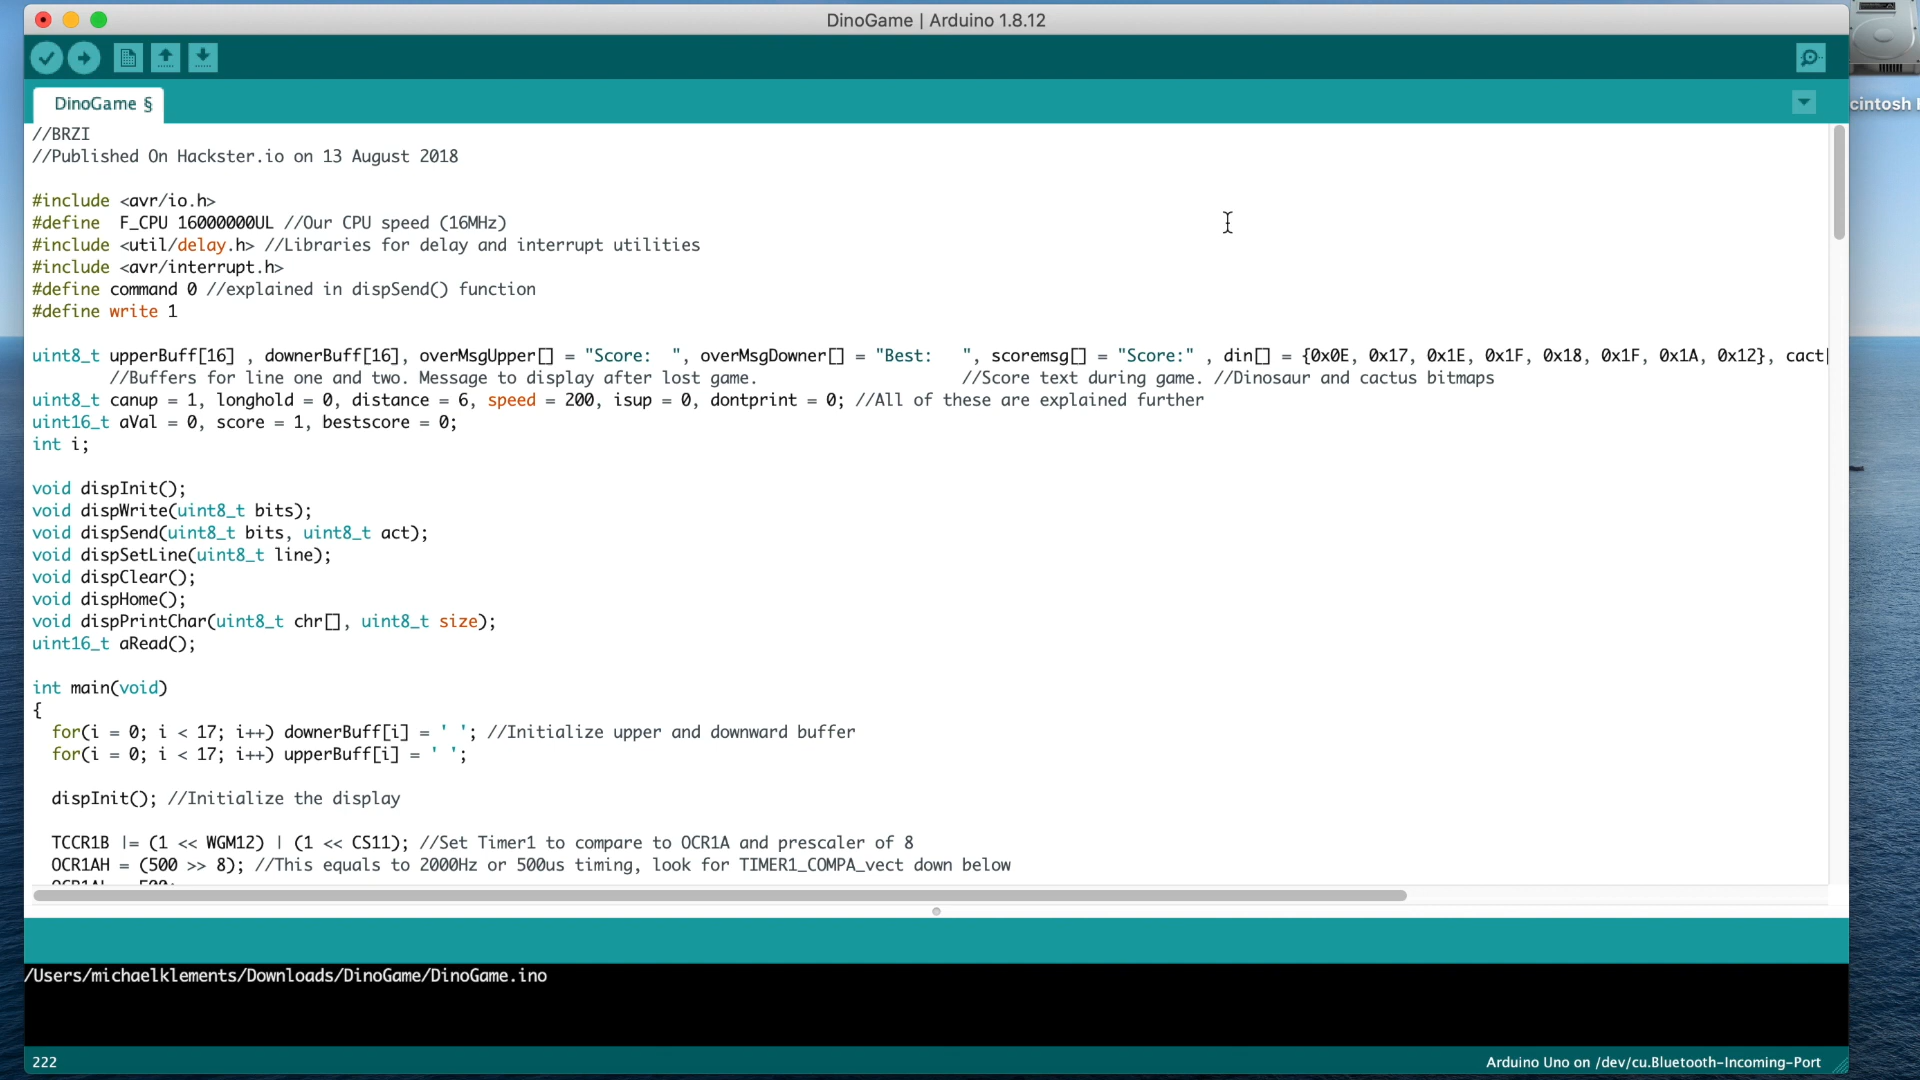 DinoGame | Arduino 1.8.12
DinoGame §
cintosh
//BRZI
//Published On Hackster.io on 13 August 2018
#include <avr/io.h>
#define  F_CPU 16000000UL //Our CPU speed (16MHz)
#include <util/delay.h> //Libraries for delay and interrupt utilities
#include <avr/interrupt.h>
#define command 0 //explained in dispSend() function
#define write 1
uint8_t upperBuff[16] , downerBuff[16], overMsgUpper[] = "Score:  ", overMsgDowner[] = "Best:   ", scoremsg[] = "Score:" , din[] = {0x0E, 0x17, 0x1E, 0x1F, 0x18, 0x1F, 0x1A, 0x12}, cact[
        //Buffers for line one and two. Message to display after lost game.                     //Score text during game. //Dinosaur and cactus bitmaps
uint8_t canup = 1, longhold = 0, distance = 6, speed = 200, isup = 0, dontprint = 0; //All of these are explained further
uint16_t aVal = 0, score = 1, bestscore = 0;
int i;
void dispInit();
void dispWrite(uint8_t bits);
void dispSend(uint8_t bits, uint8_t act);
void dispSetLine(uint8_t line);
void dispClear();
void dispHome();
void dispPrintChar(uint8_t chr[], uint8_t size);
uint16_t aRead();
int main(void)
{
  for(i = 0; i < 17; i++) downerBuff[i] = ' '; //Initialize upper and downward buffer
  for(i = 0; i < 17; i++) upperBuff[i] = ' ';
  dispInit(); //Initialize the display
  TCCR1B |= (1 << WGM12) | (1 << CS11); //Set Timer1 to compare to OCR1A and prescaler of 8
  OCR1AH = (500 >> 8); //This equals to 2000Hz or 500us timing, look for TIMER1_COMPA_vect down below
/Users/michaelklements/Downloads/DinoGame/DinoGame.ino
222
Arduino Uno on /dev/cu.Bluetooth-Incoming-Port